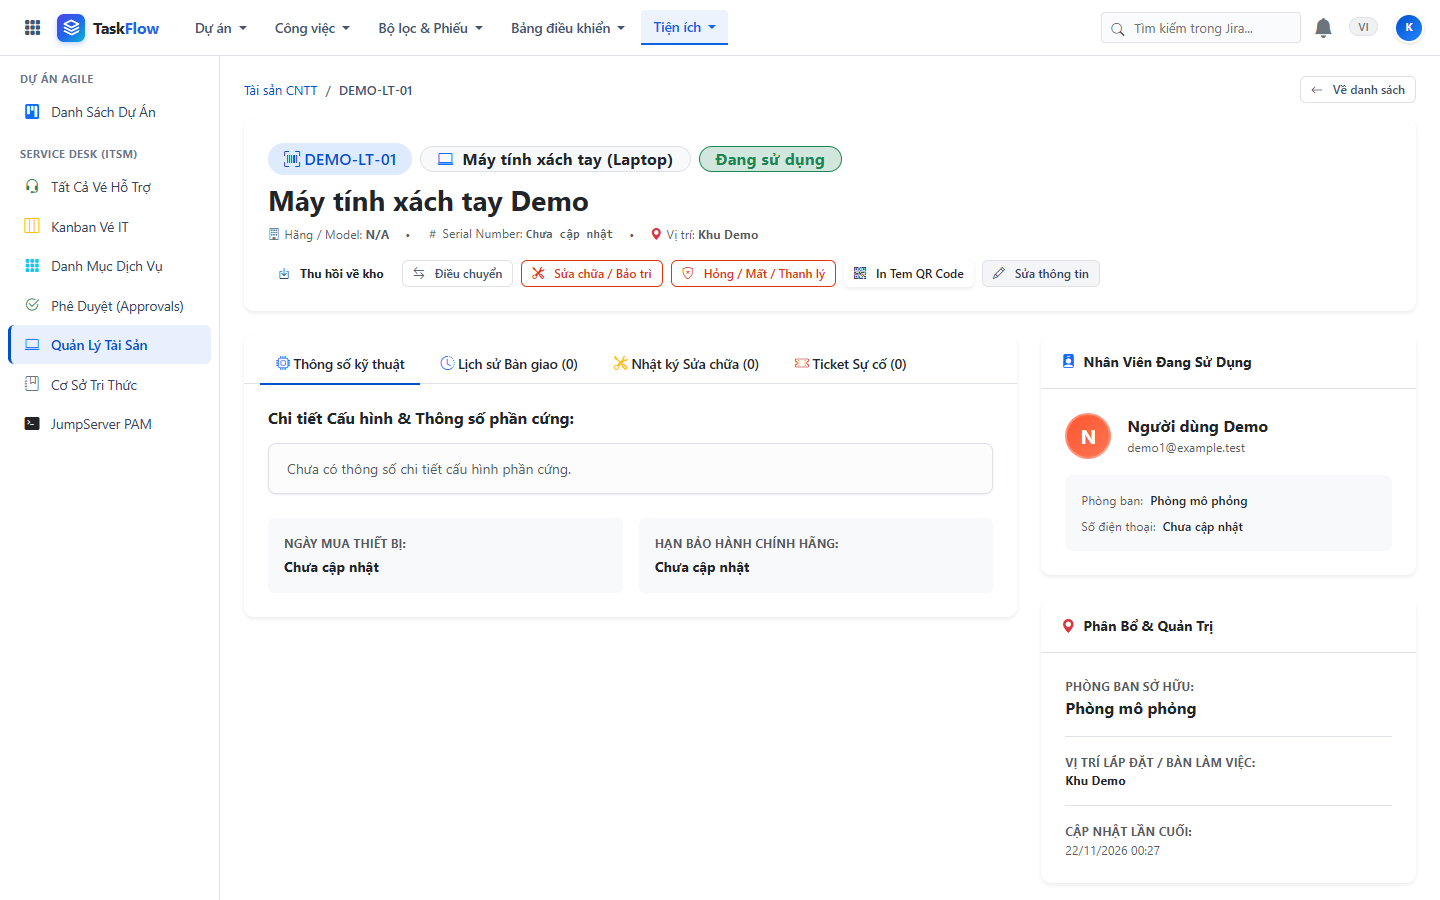 TaskFlow
Dự án
Công việc
Bộ lọc & Phiếu
Bảng điều khiển
Tiện ích
Tìm kiếm trong Jira...
VI
K
DỰ ÁN AGILE
Danh Sách Dự Án
SERVICE DESK (ITSM)
Tất Cả Vé Hỗ Trợ
Kanban Vé IT
Danh Mục Dịch Vụ
Phê Duyệt (Approvals)
Quản Lý Tài Sản
Cơ Sở Tri Thức
JumpServer PAM
Tài sản CNTT / DEMO-LT-01
← Về danh sách
DEMO-LT-01
Máy tính xách tay (Laptop)
Đang sử dụng
Máy tính xách tay Demo
Hãng / Model: N/A • # Serial Number: Chưa cập nhật • Vị trí: Khu Demo
Thu hồi về kho
Điều chuyển
Sửa chữa / Bảo trì
Hỏng / Mất / Thanh lý
In Tem QR Code
Sửa thông tin
Thông số kỹ thuật
Lịch sử Bàn giao (0)
Nhật ký Sửa chữa (0)
Ticket Sự cố (0)
Chi tiết Cấu hình & Thông số phần cứng:
Chưa có thông số chi tiết cấu hình phần cứng.
NGÀY MUA THIẾT BỊ:
Chưa cập nhật
HẠN BẢO HÀNH CHÍNH HÃNG:
Chưa cập nhật
Nhân Viên Đang Sử Dụng
N
Người dùng Demo
demo1@example.test
Phòng ban: Phòng mô phỏng
Số điện thoại: Chưa cập nhật
Phân Bổ & Quản Trị
PHÒNG BAN SỞ HỮU:
Phòng mô phỏng
VỊ TRÍ LẮP ĐẶT / BÀN LÀM VIỆC:
Khu Demo
CẬP NHẬT LẦN CUỐI:
22/11/2026 00:27